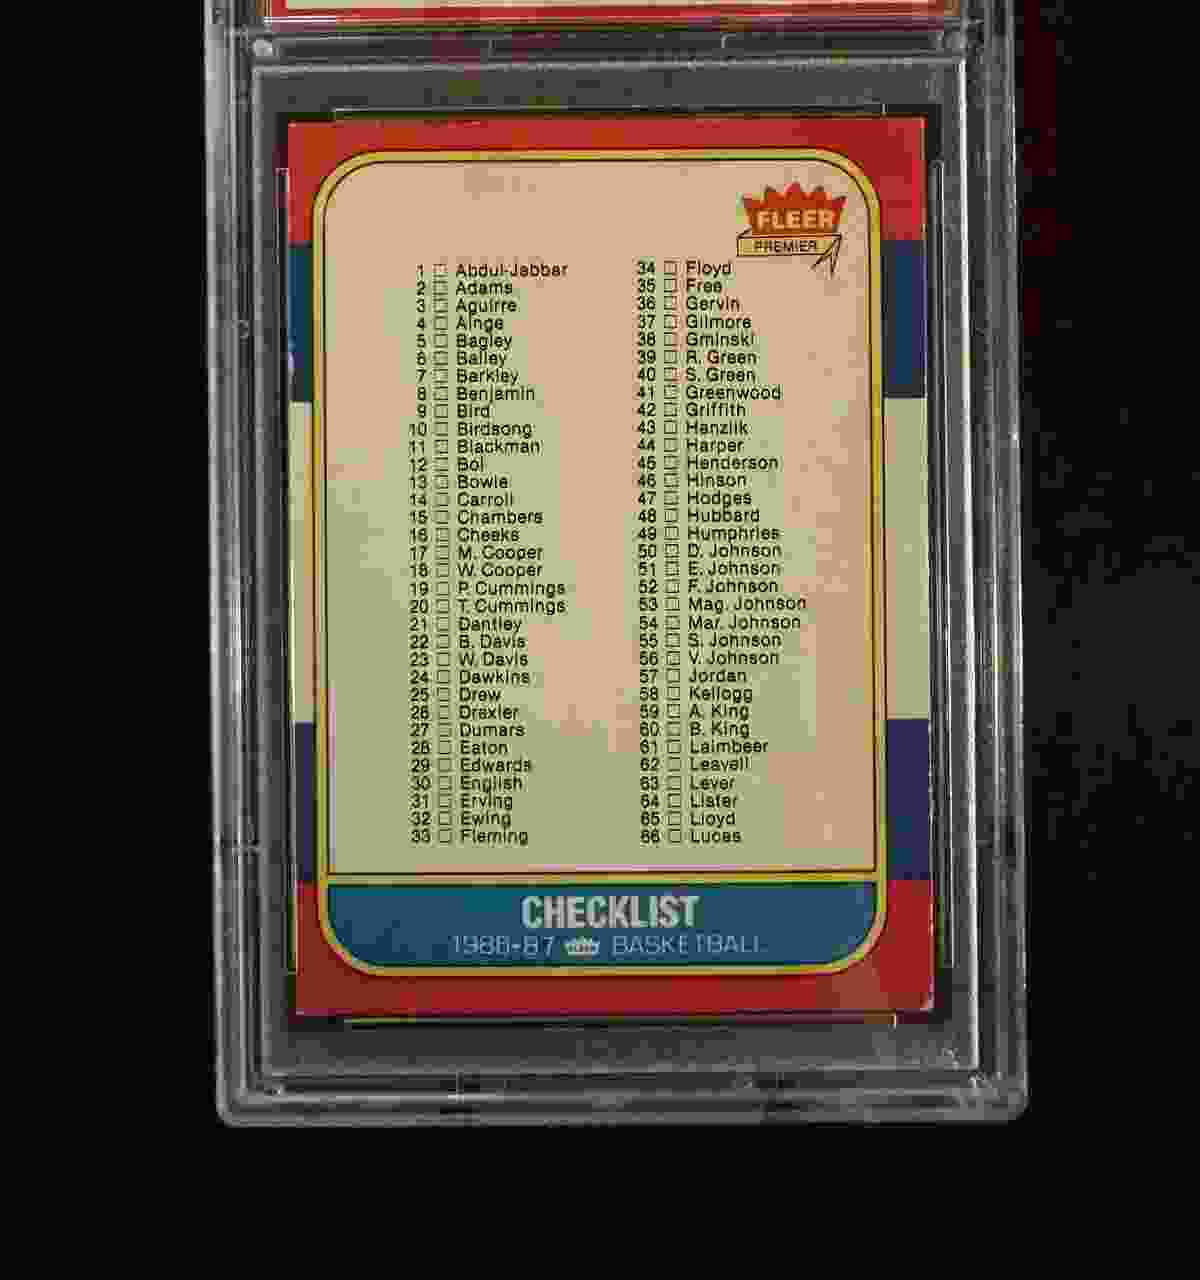 FLEER
PREMIER
1 Abdul-Jabbar
2 Adams
3 Aguirre
4 Ainge
5 Bagley
6 Bailey
7 Barkley
8 Benjamin
9 Bird
10 Birdsong
11 Blackman
12 Bol
13 Bowie
14 Carroll
15 Chambers
16 Cheeks
17 M. Cooper
18 W. Cooper
19 P. Cummings
20 T. Cummings
21 Dantley
22 B. Davis
23 W. Davis
24 Dawkins
25 Drew
26 Drexler
27 Dumars
28 Eaton
29 Edwards
30 English
31 Erving
32 Ewing
33 Fleming
34 Floyd
35 Free
36 Gervin
37 Gilmore
38 Gminski
39 R. Green
40 S. Green
41 Greenwood
42 Griffith
43 Hanzlik
44 Harper
45 Henderson
46 Hinson
47 Hodges
48 Hubbard
49 Humphries
50 D. Johnson
51 E. Johnson
52 F. Johnson
53 Mag. Johnson
54 Mar. Johnson
55 S. Johnson
56 V. Johnson
57 Jordan
58 Kellogg
59 A. King
60 B. King
61 Laimbeer
62 Leavell
63 Lever
64 Lister
65 Lloyd
66 Lucas
CHECKLIST
1986-87 BASKETBALL